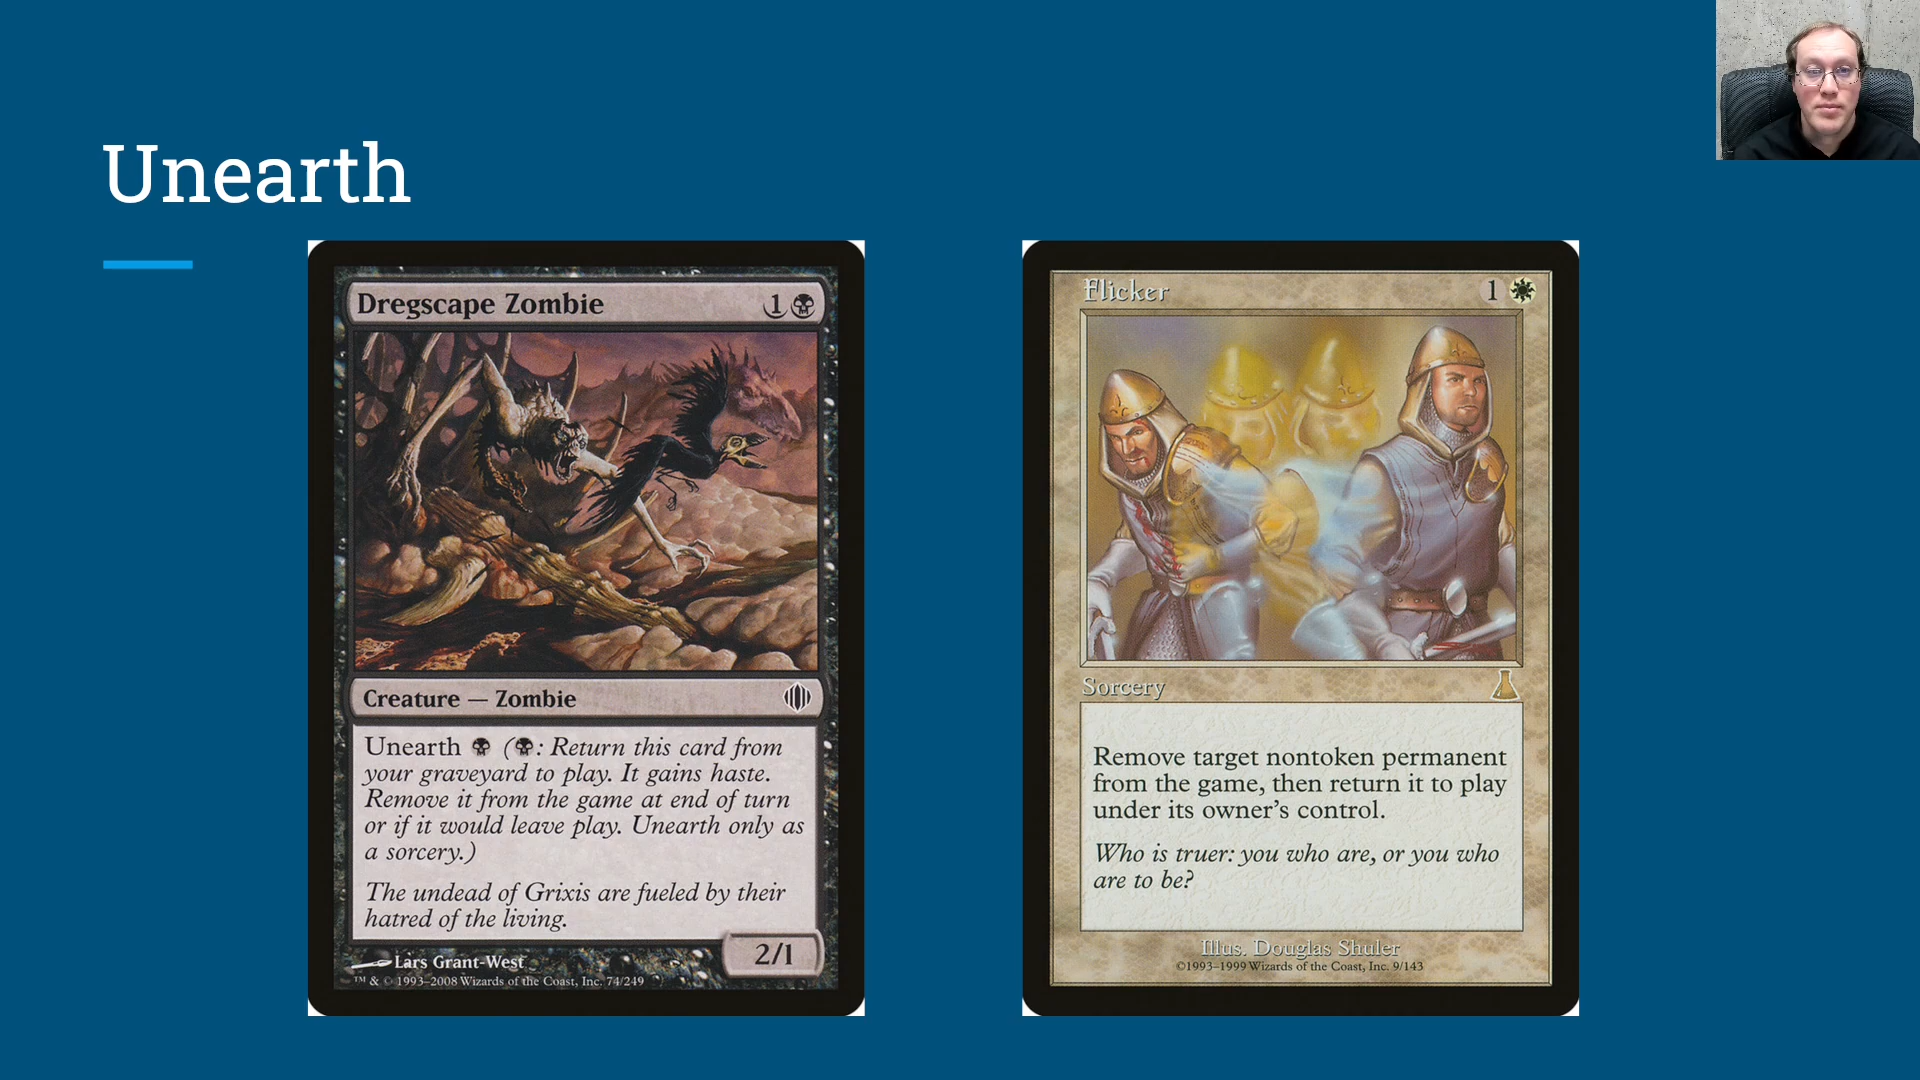 Unearth
Dregscape Zombie 1
Creature — Zombie
Unearth (: Return this card from
your graveyard to play. It gains haste.
Remove it from the game at end of turn
or if it would leave play. Unearth only as
a sorcery.)
The undead of Grixis are fueled by their
hatred of the living.
2/1
Lars Grant-West
™ & © 1993–2008 Wizards of the Coast, Inc. 74/249
Flicker 1
Sorcery
Remove target nontoken permanent
from the game, then return it to play
under its owner's control.
Who is truer: you who are, or you who
are to be?
Illus. Douglas Shuler
©1993–1999 Wizards of the Coast, Inc. 9/143